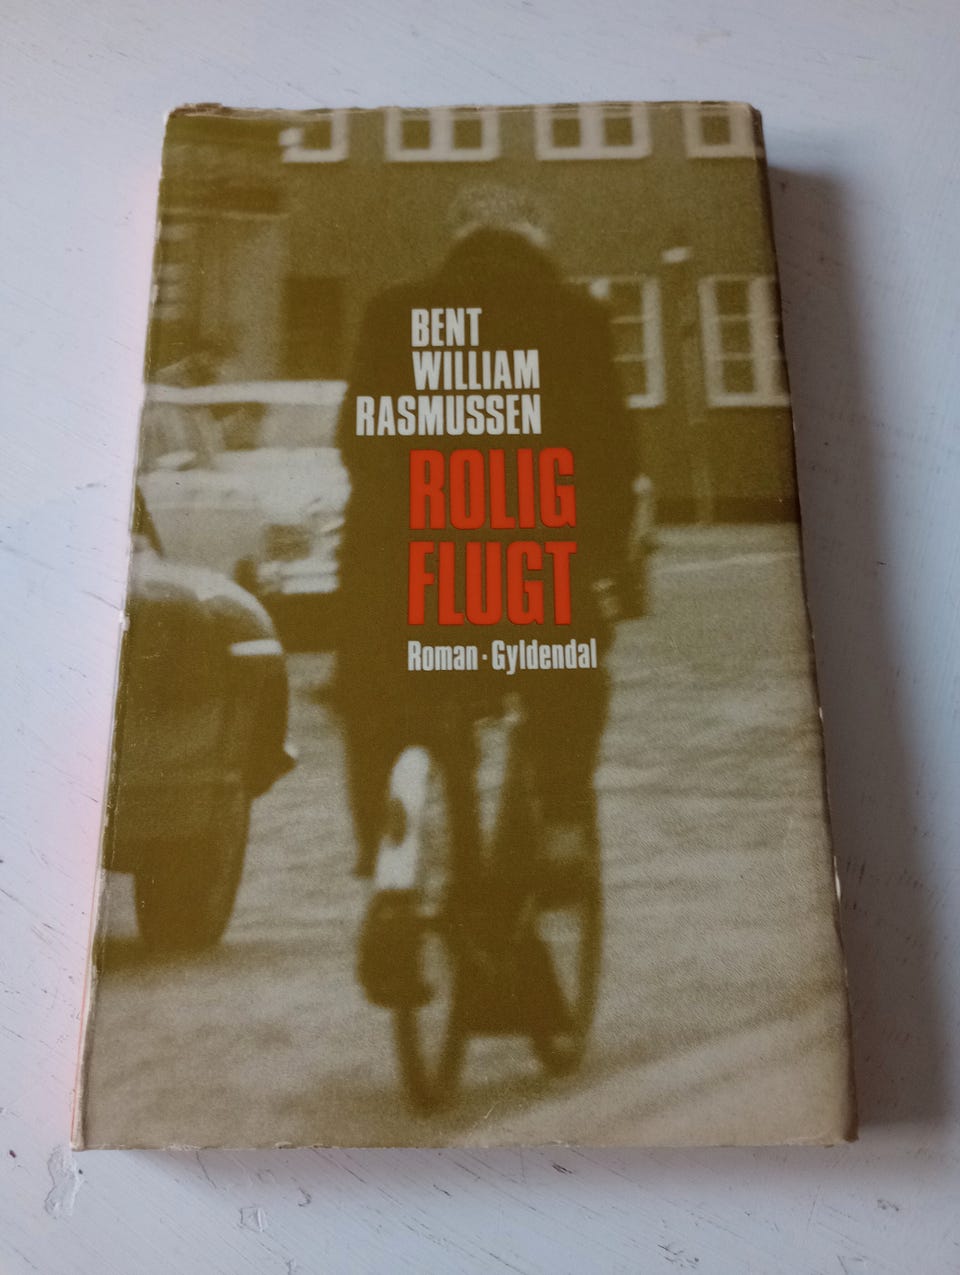 BENT
WILLIAM
RASMUSSEN
ROLIG
FLUGT
Roman · Gyldendal